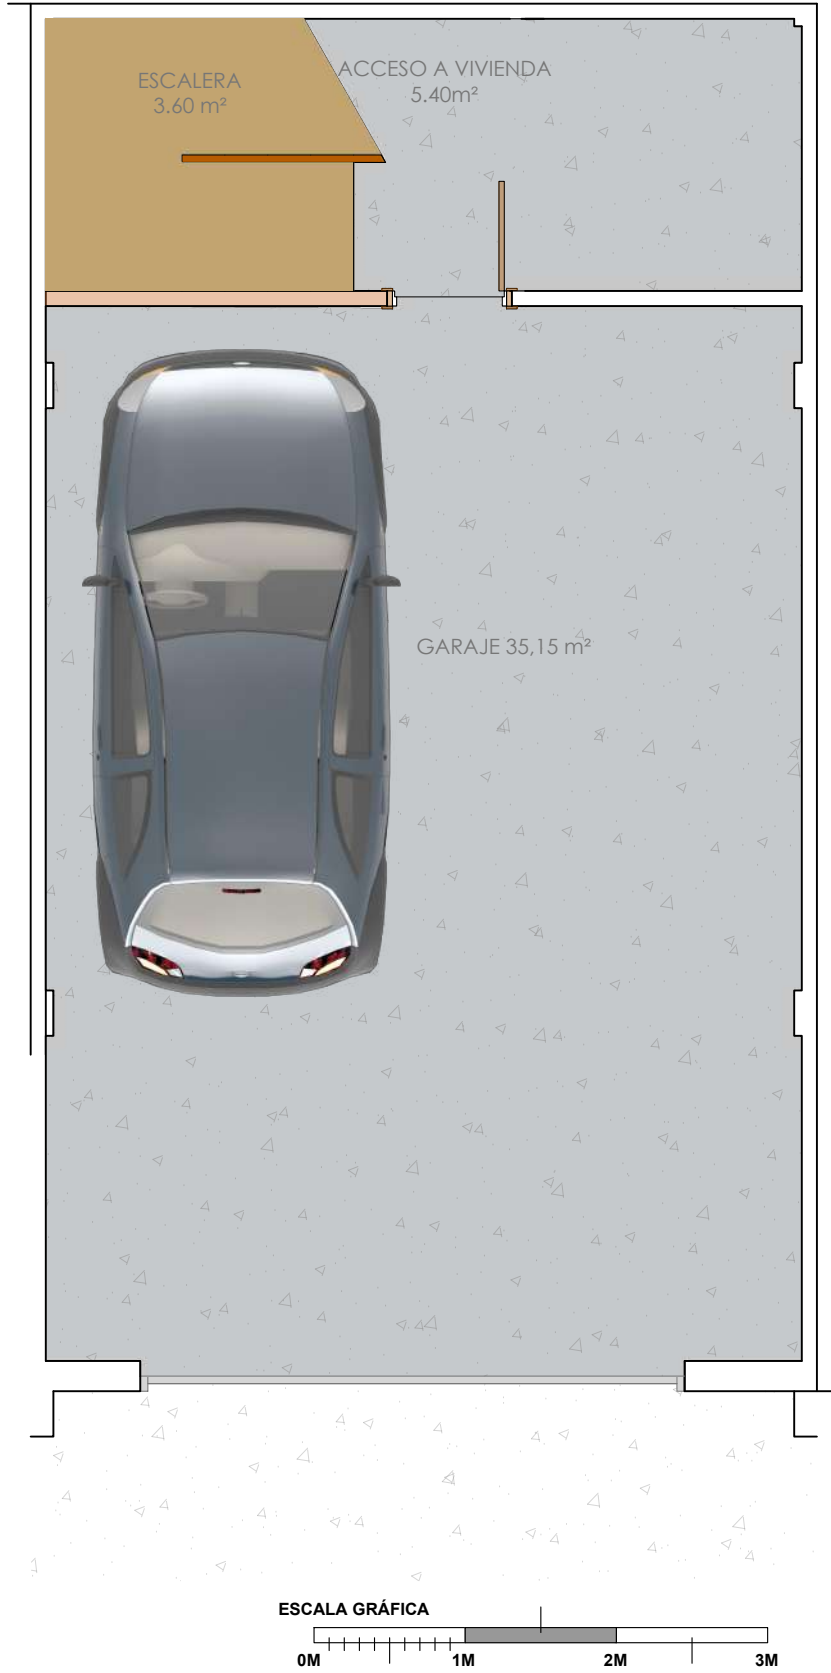 ESCALERA
3.60 m²
ACCESO A VIVIENDA
5.40m²
GARAJE 35,15 m²
ESCALA GRÁFICA
0M 1M 2M 3M